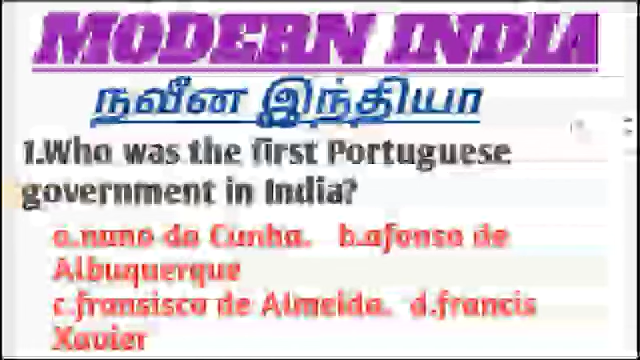 MODERN INDIA
நவீன இந்தியா
1.Who was the first Portuguese
government in India?
a.nuno da Cunha. b.afonso de
Albuquerque
c.fransisco de Almeida. d.francis
Xavier